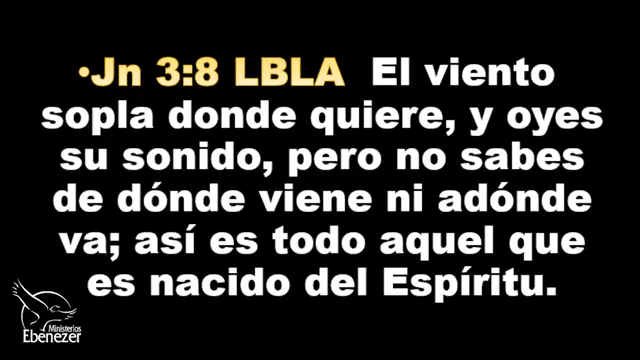 •Jn 3:8 LBLA El viento
sopla donde quiere, y oyes
su sonido, pero no sabes
de dónde viene ni adónde
va; así es todo aquel que
es nacido del Espíritu.
Ministerios
Ebenezer